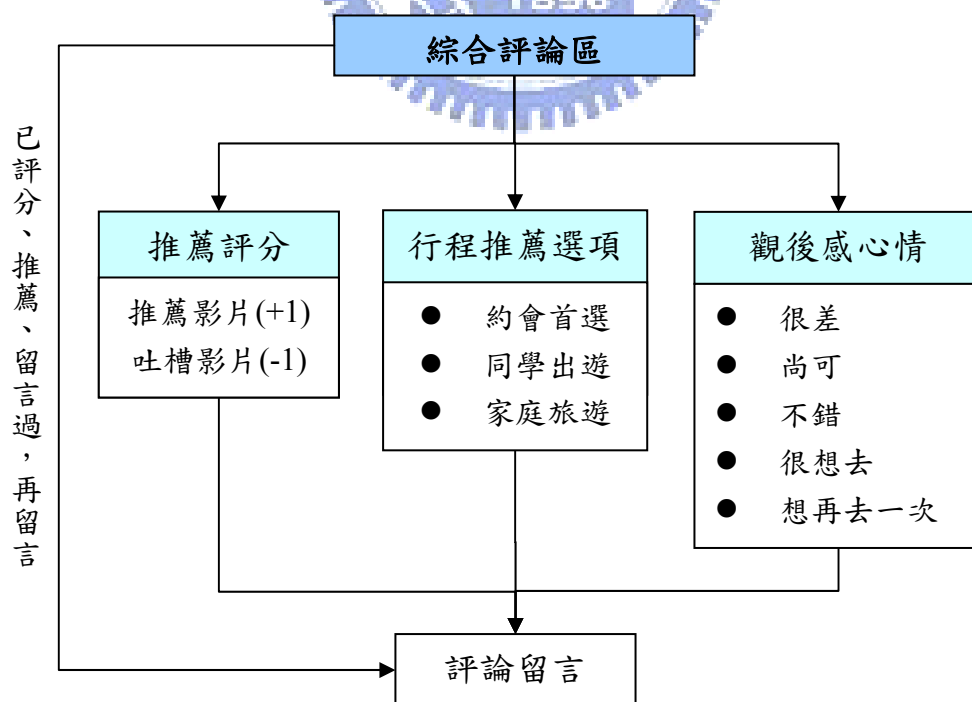 1896
綜合評論區
已評分、推薦、留言過，再留言
推薦評分
推薦影片(+1)
吐槽影片(-1)
行程推薦選項
● 約會首選
● 同學出遊
● 家庭旅遊
觀後感心情
● 很差
● 尚可
● 不錯
● 很想去
● 想再去一次
評論留言